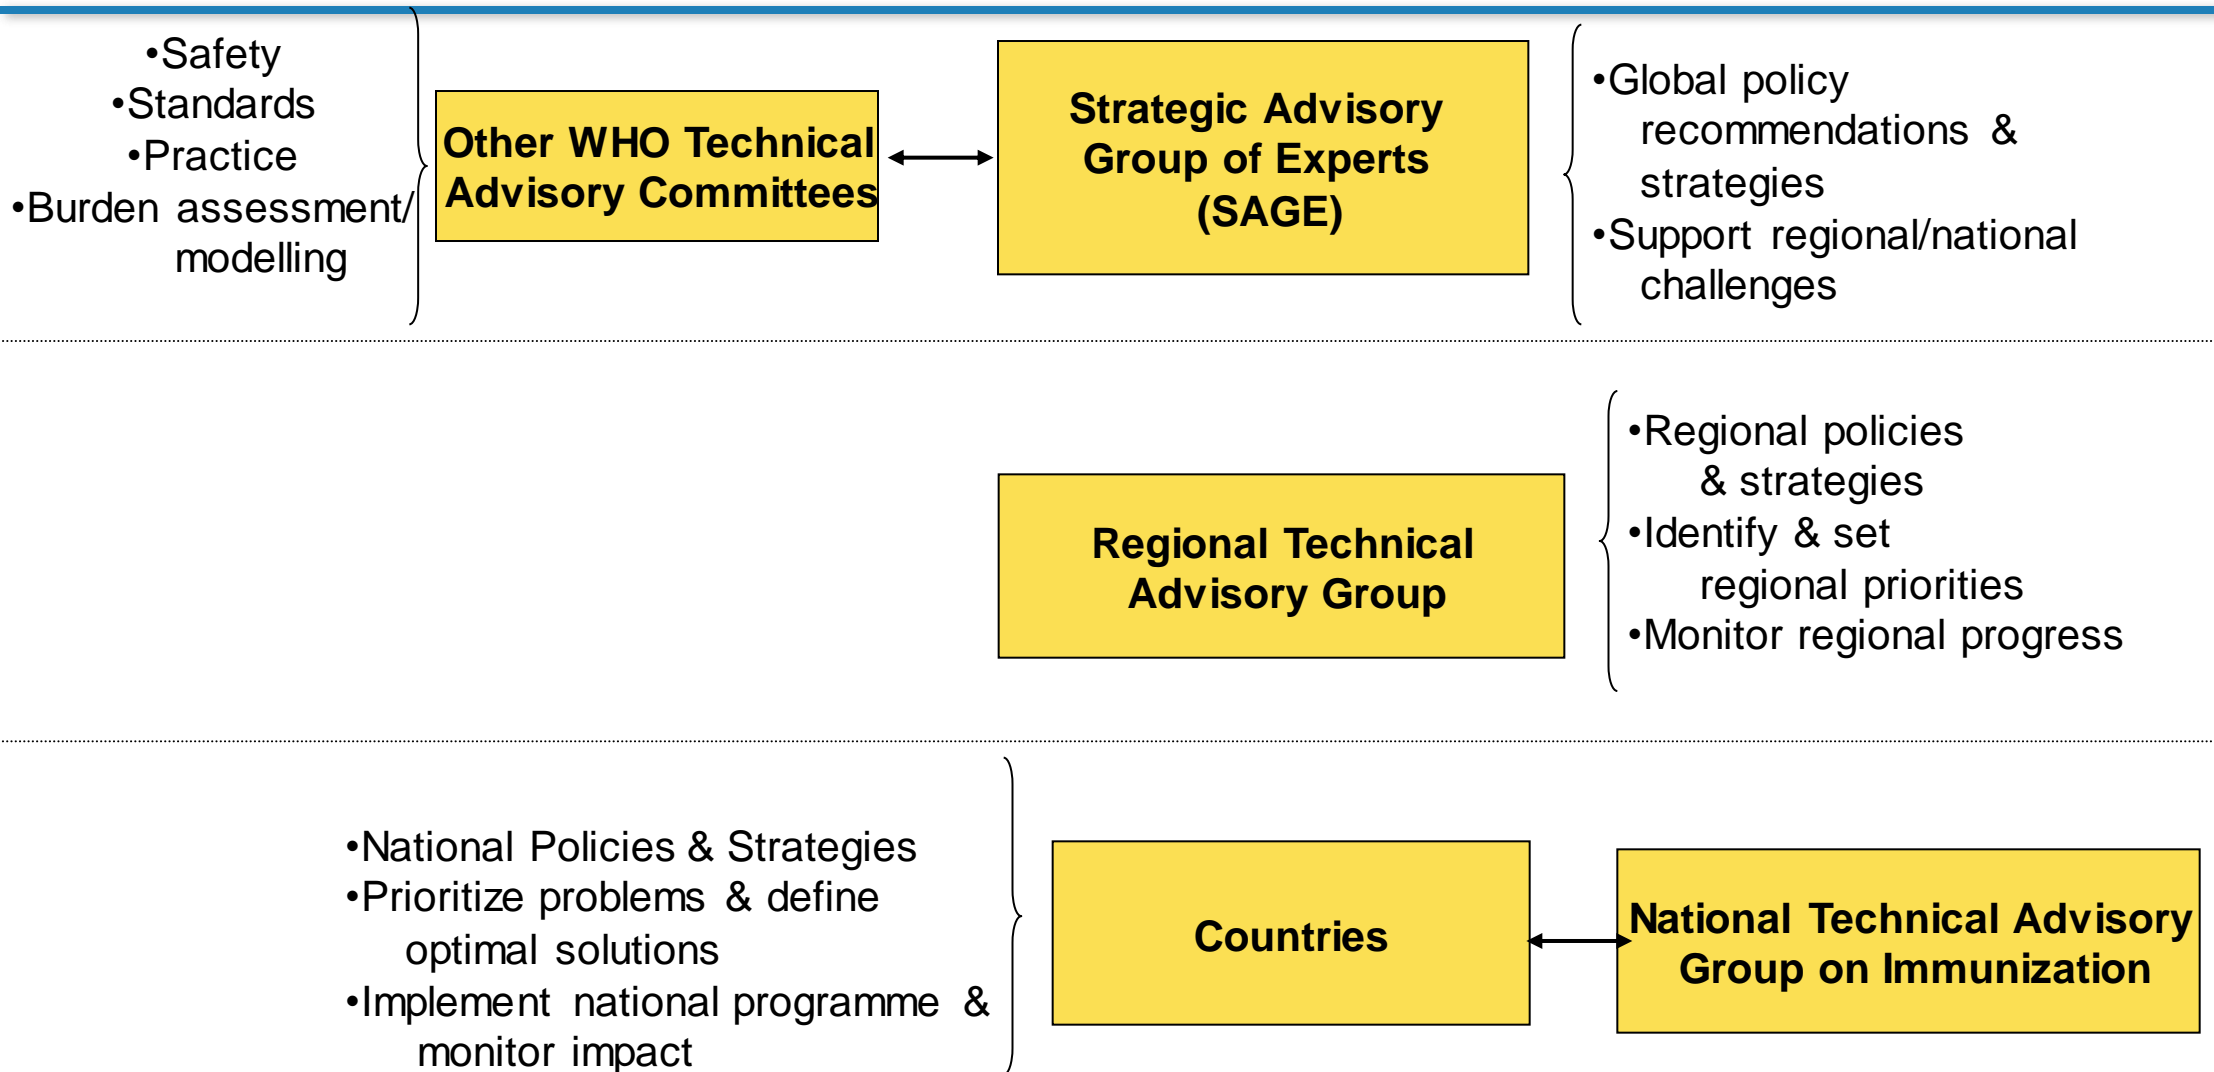 •Safety
•Standards
•Practice
•Burden assessment/
modelling
Other WHO Technical
Advisory Committees
Strategic Advisory
Group of Experts
(SAGE)
•Global policy
recommendations &
strategies
•Support regional/national
challenges
Regional Technical
Advisory Group
•Regional policies
& strategies
•Identify & set
regional priorities
•Monitor regional progress
•National Policies & Strategies
•Prioritize problems & define
optimal solutions
•Implement national programme &
monitor impact
Countries
National Technical Advisory
Group on Immunization